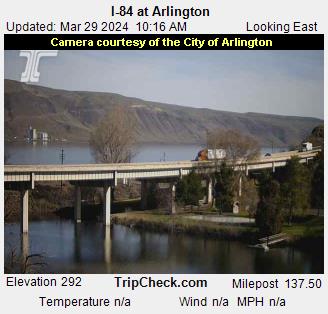 I-84 at Arlington
Updated: Mar 29 2024 10:16 AM Looking East
Camera courtesy of the City of Arlington
Elevation 292 TripCheck.com Milepost 137.50
Temperature n/a Wind n/a MPH n/a